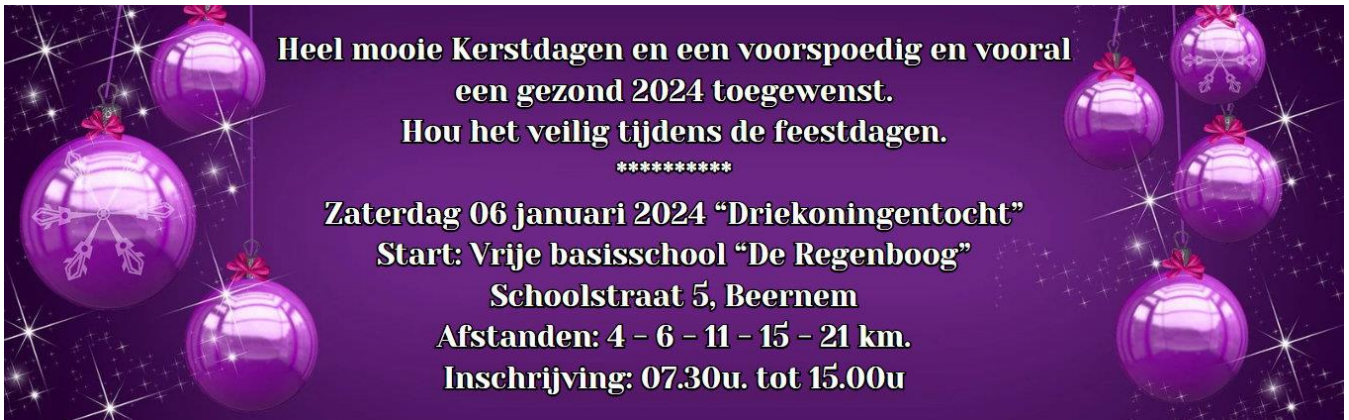 Heel mooie Kerstdagen en een voorspoedig en vooral
een gezond 2024 toegewenst.
Hou het veilig tijdens de feestdagen.
**********
Zaterdag 06 januari 2024 “Driekoningentocht”
Start: Vrije basisschool “De Regenboog”
Schoolstraat 5, Beernem
Afstanden: 4 - 6 - 11 - 15 - 21 km.
Inschrijving: 07.30u. tot 15.00u